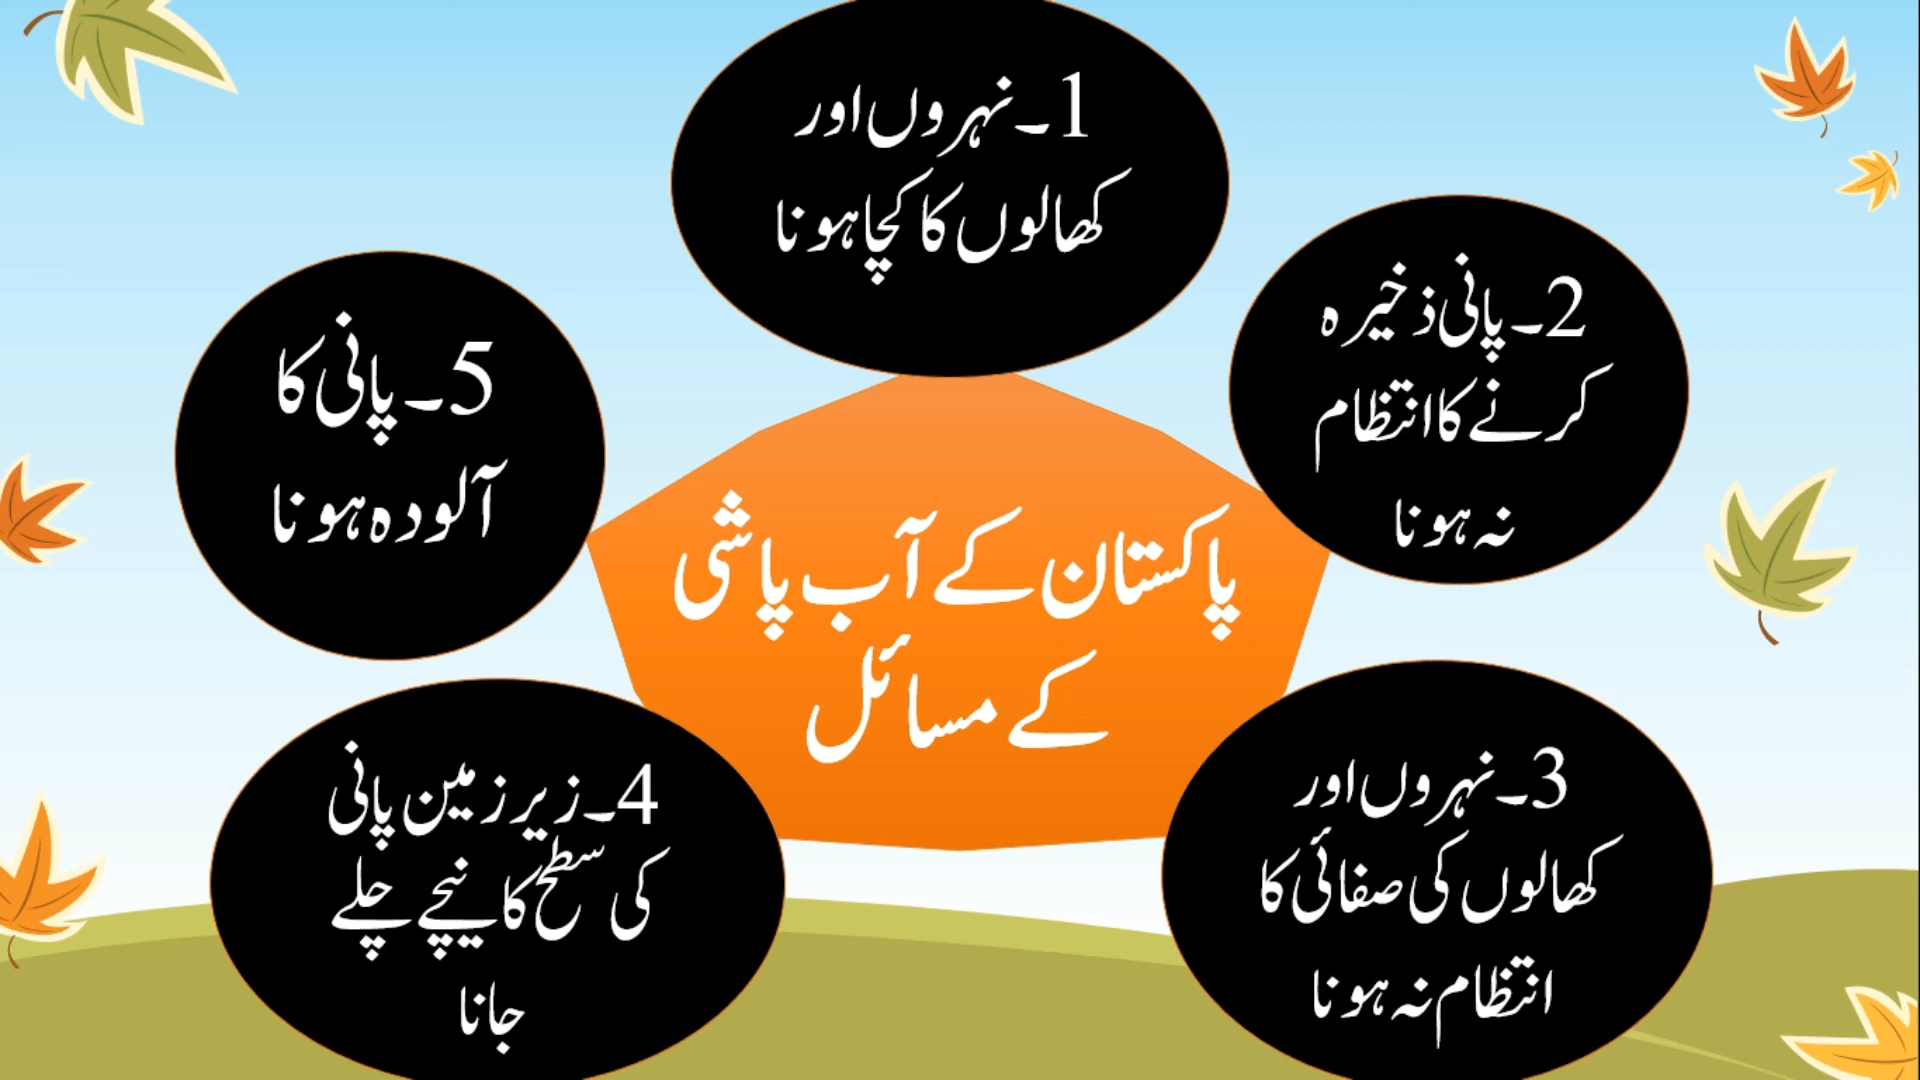 پاکستان کے آب پاشی
کے مسائل
1۔نہروں اور
کھالوں کا کچا ہونا
2۔پانی ذخیرہ
کرنے کا انتظام
نہ ہونا
3۔نہروں اور
کھالوں کی صفائی کا
انتظام نہ ہونا
4۔زیر زمین پانی
کی سطح کا نیچے چلے
جانا
5۔پانی کا
آلودہ ہونا